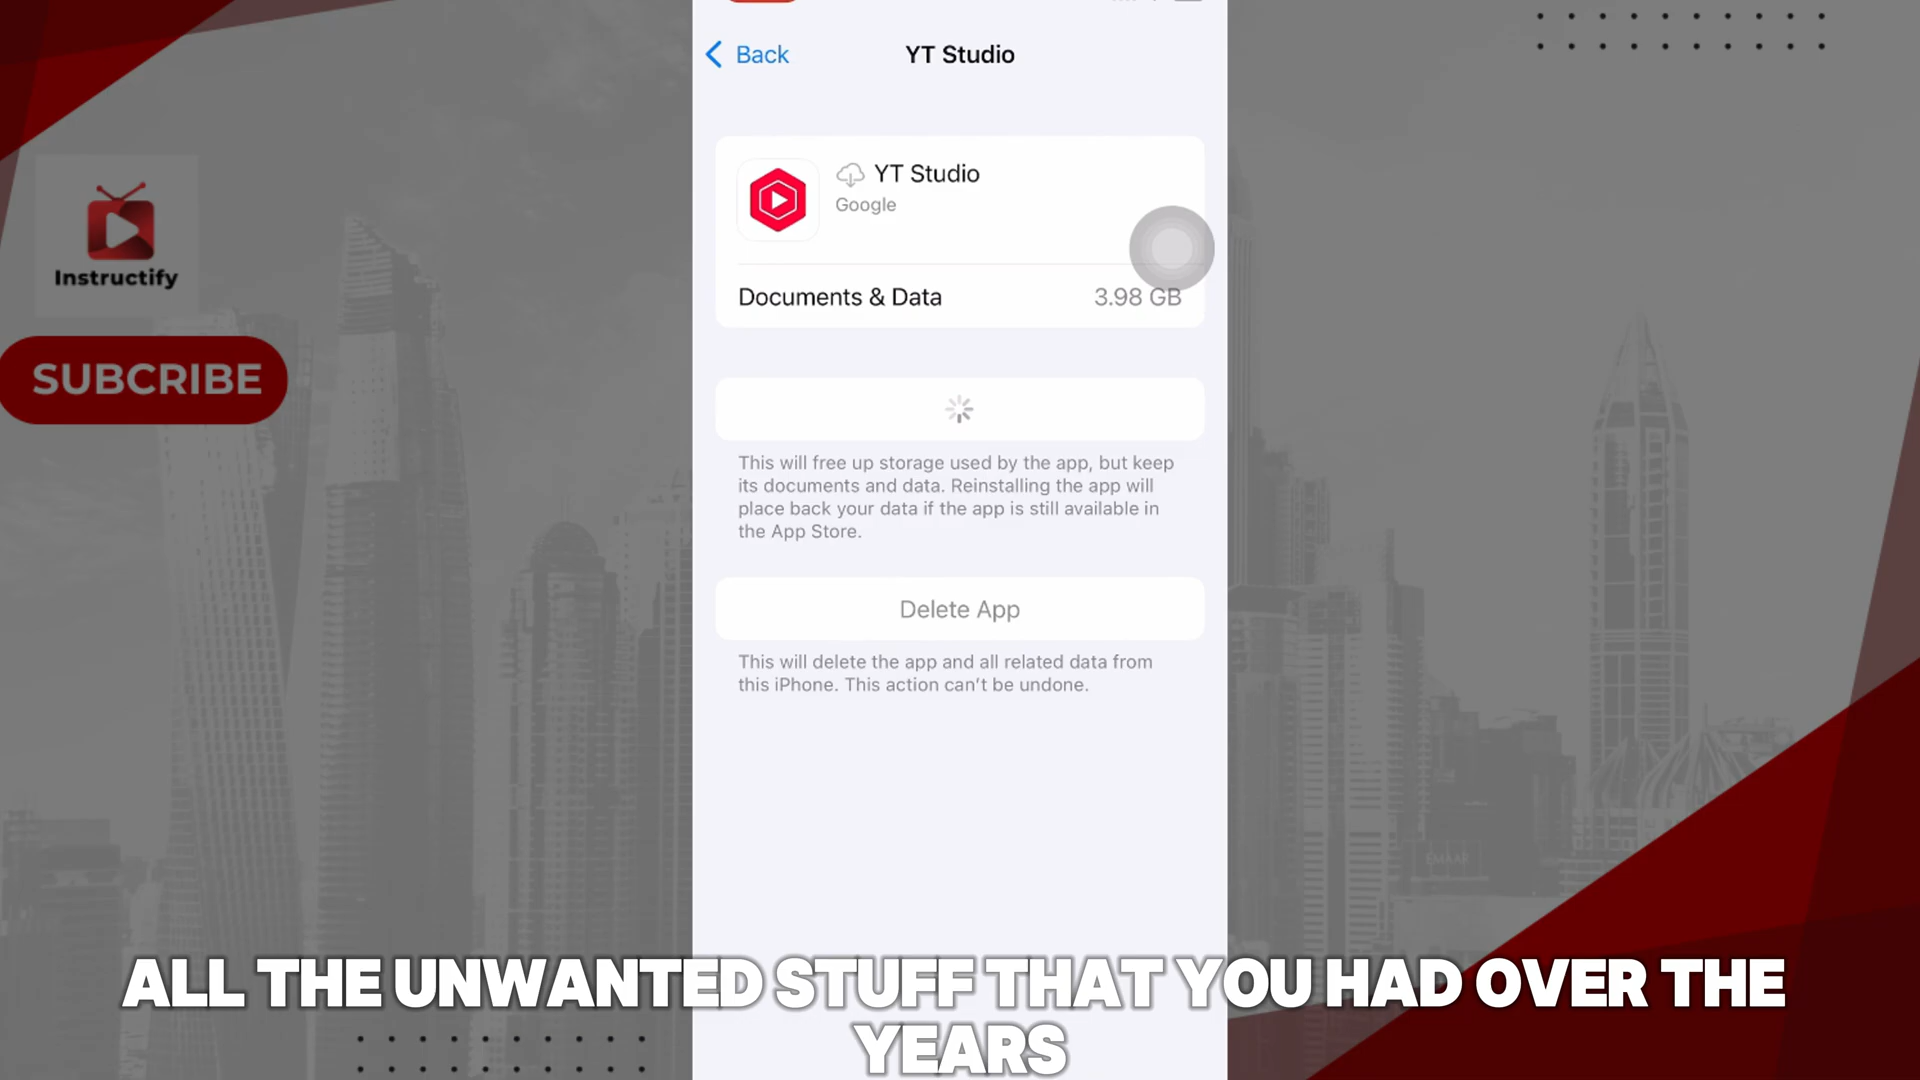 Back
YT Studio
YT Studio
Google
Documents & Data
3.98 GB
This will free up storage used by the app, but keep
its documents and data. Reinstalling the app will
place back your data if the app is still available in
the App Store.
Delete App
This will delete the app and all related data from
this iPhone. This action can't be undone.
Instructify
SUBCRIBE
EMAAR
ALL THE UNWANTED STUFF THAT YOU HAD OVER THE
YEARS